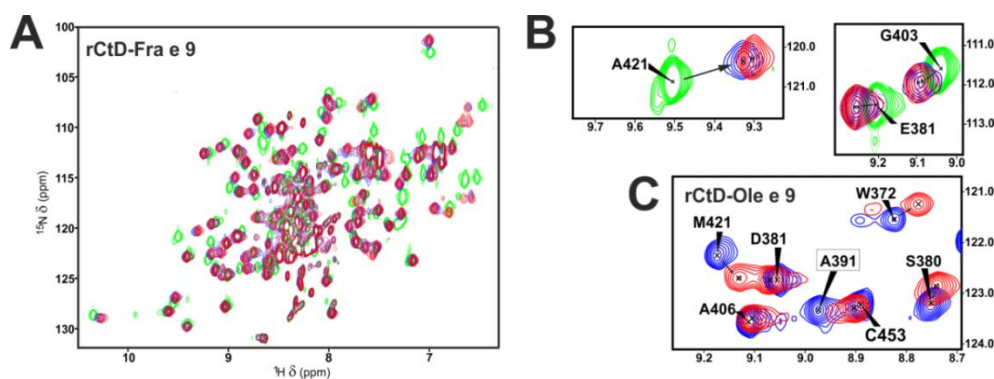 A
rCtD-Fra e 9
100
105
110
115
120
125
130
¹⁵N δ (ppm)
10
9
8
7
¹H δ (ppm)
B
A421
120.0
121.0
9.7
9.6
9.5
9.4
9.3
G403
E381
111.0
112.0
113.0
9.2
9.1
9.0
C
rCtD-Ole e 9
W372
M421
D381
A391
S380
A406
C453
121.0
122.0
123.0
124.0
9.2
9.1
9.0
8.9
8.8
8.7